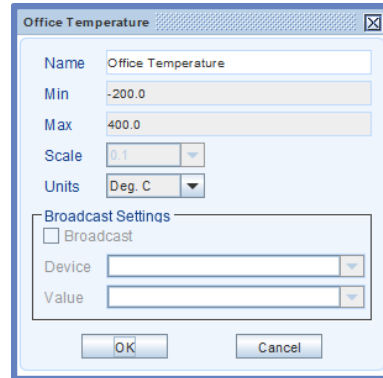 Office Temperature
Name Office Temperature
Min -200.0
Max 400.0
Scale 0.1
Units Deg. C
Broadcast Settings
Broadcast
Device
Value
OK Cancel